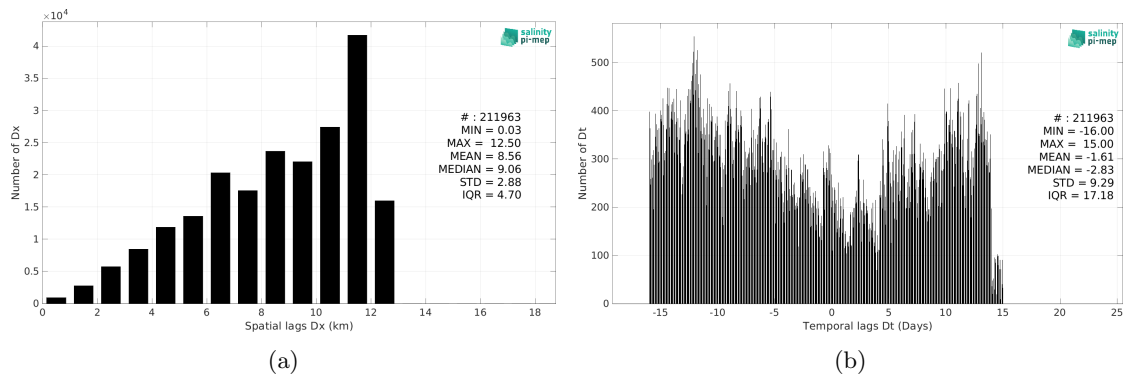 ×10⁴
4
3.5
3
2.5
2
1.5
1
0.5
0
Number of Dx
0 2 4 6 8 10 12 14 16 18
Spatial lags Dx (km)
salinity
pi-mep
# : 211963
MIN = 0.03
MAX = 12.50
MEAN = 8.56
MEDIAN = 9.06
STD = 2.88
IQR = 4.70
(a)
500
400
300
200
100
0
Number of Dt
-15 -10 -5 0 5 10 15 20 25
Temporal lags Dt (Days)
salinity
pi-mep
# : 211963
MIN = -16.00
MAX = 15.00
MEAN = -1.61
MEDIAN = -2.83
STD = 9.29
IQR = 17.18
(b)